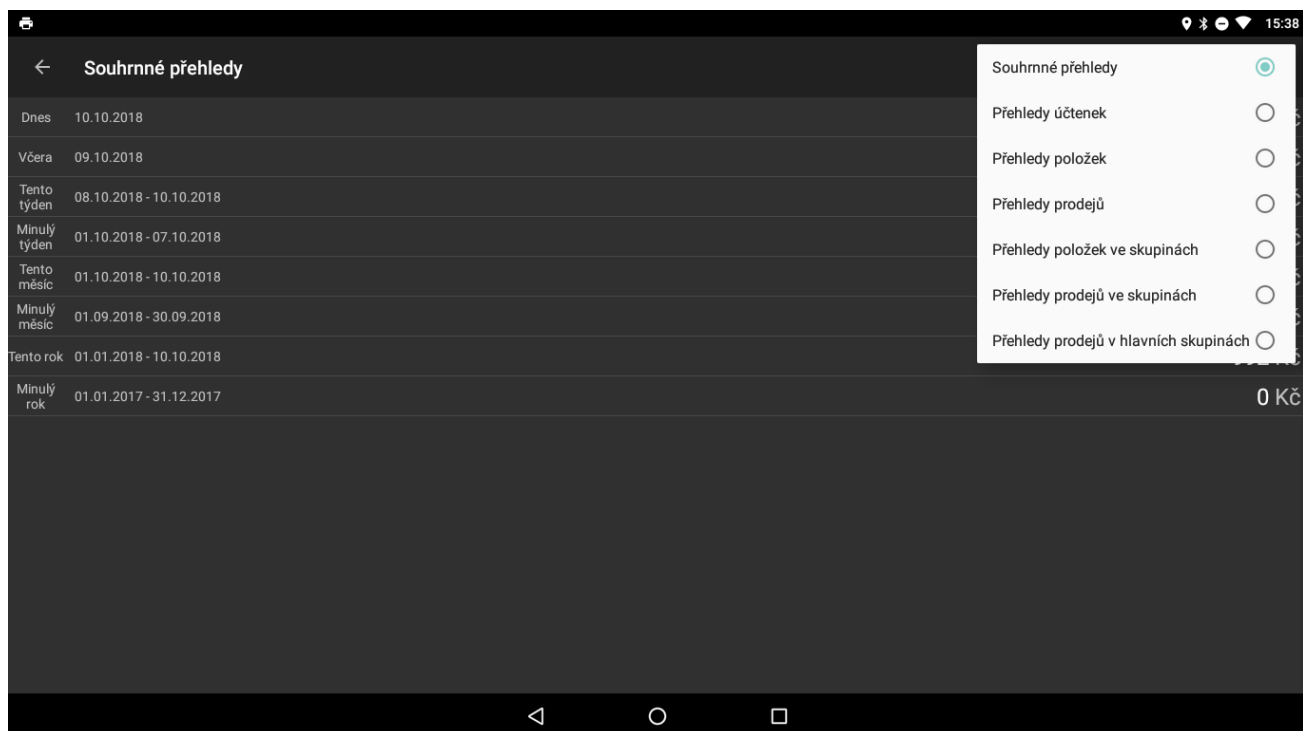 15:38
Souhrnné přehledy
Dnes 10.10.2018
Včera 09.10.2018
Tento
týden
08.10.2018 - 10.10.2018
Minulý
týden
01.10.2018 - 07.10.2018
Tento
měsíc
01.10.2018 - 10.10.2018
Minulý
měsíc
01.09.2018 - 30.09.2018
Tento rok 01.01.2018 - 10.10.2018
Minulý
rok
01.01.2017 - 31.12.2017
0 Kč
Souhrnné přehledy
Přehledy účtenek
Přehledy položek
Přehledy prodejů
Přehledy položek ve skupinách
Přehledy prodejů ve skupinách
Přehledy prodejů v hlavních skupinách